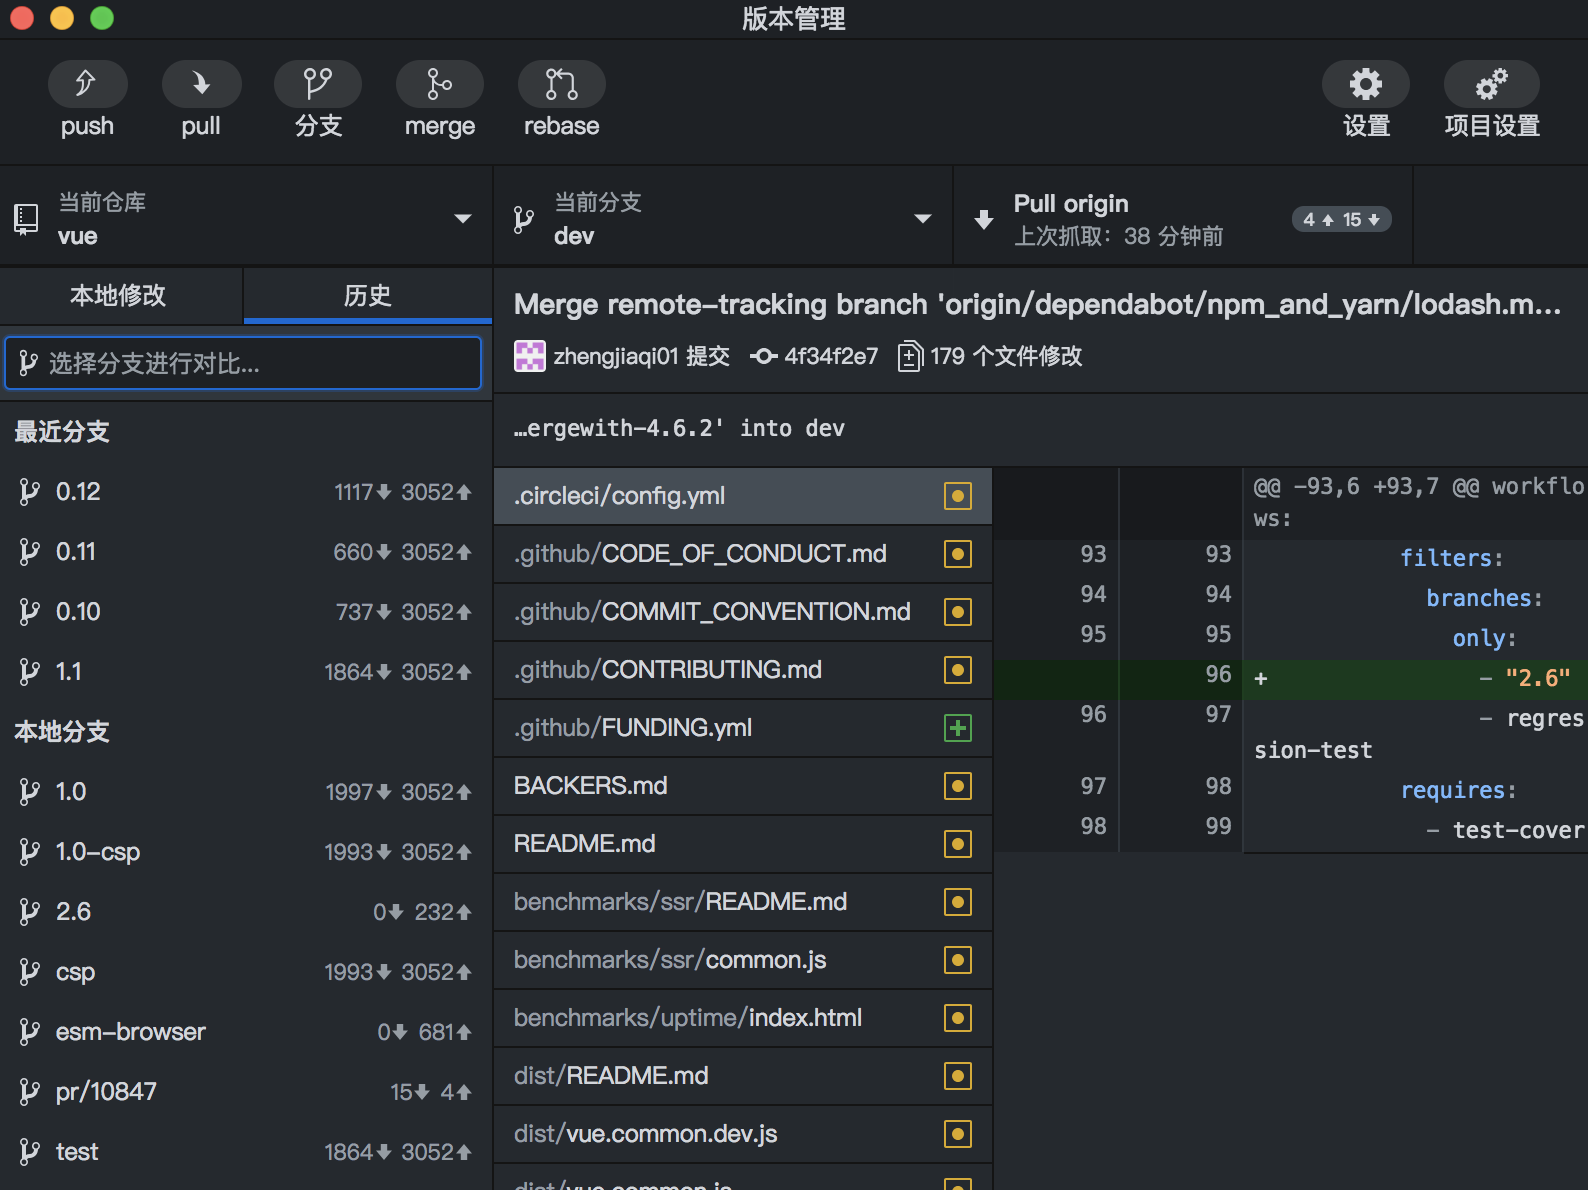 版本管理
push
pull
分支
merge
rebase
设置
项目设置
当前仓库
vue
当前分支
dev
Pull origin
上次抓取：38 分钟前
4 15
本地修改
历史
选择分支进行对比...
最近分支
0.12 1117 3052
0.11 660 3052
0.10 737 3052
1.1 1864 3052
本地分支
1.0 1997 3052
1.0-csp 1993 3052
2.6 0 232
csp 1993 3052
esm-browser 0 681
pr/10847 15 4
test 1864 3052
Merge remote-tracking branch 'origin/dependabot/npm_and_yarn/lodash.m...
zhengjiaqi01 提交 4f34f2e7 179 个文件修改
…ergewith-4.6.2' into dev
.circleci/config.yml
.github/CODE_OF_CONDUCT.md
.github/COMMIT_CONVENTION.md
.github/CONTRIBUTING.md
.github/FUNDING.yml
BACKERS.md
README.md
benchmarks/ssr/README.md
benchmarks/ssr/common.js
benchmarks/uptime/index.html
dist/README.md
dist/vue.common.dev.js
@@ -93,6 +93,7 @@ workflo
ws:
93 93 filters:
94 94 branches:
95 95 only:
96 + - "2.6"
96 97 - regres
sion-test
97 98 requires:
98 99 - test-cover